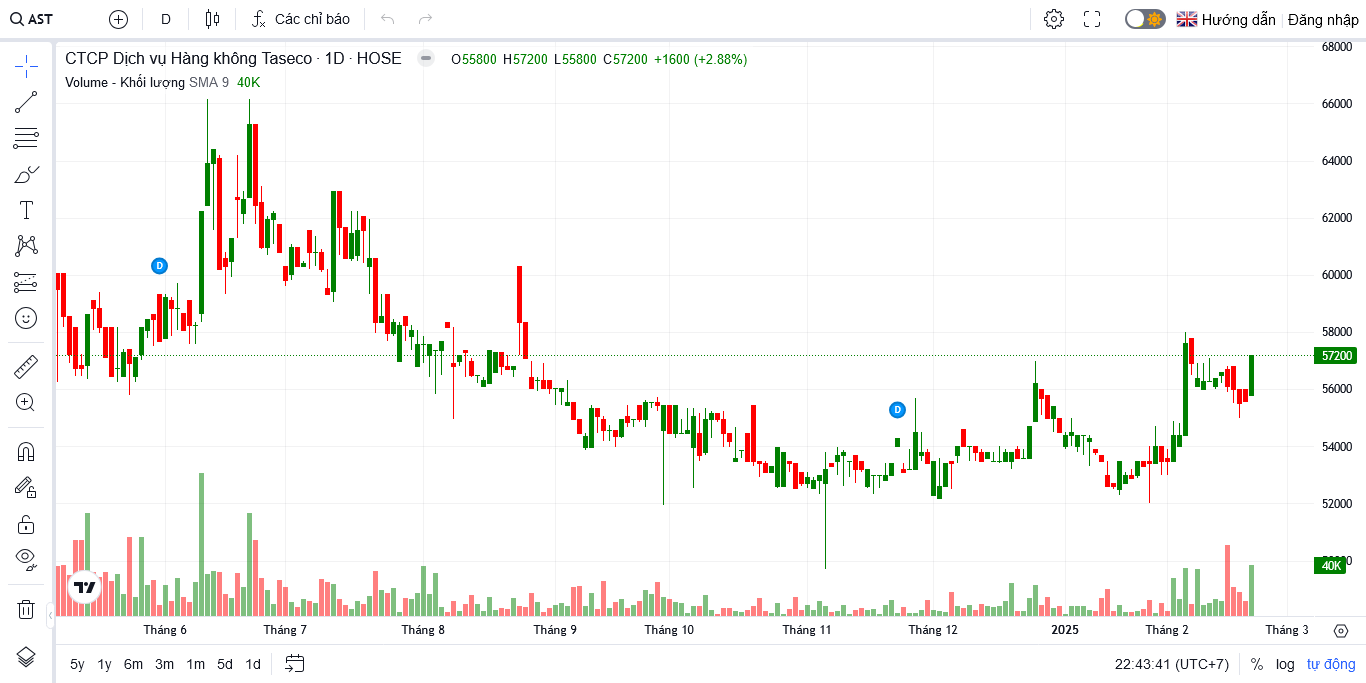 AST D Các chỉ báo Hướng dẫn Đăng nhập
CTCP Dịch vụ Hàng không Taseco · 1D · HOSE O55800 H57200 L55800 C57200 +1600 (+2.88%)
Volume - Khối lượng SMA 9 40K
68000
66000
64000
62000
60000
58000
57200
56000
54000
52000
40K
D
D
Tháng 6 Tháng 7 Tháng 8 Tháng 9 Tháng 10 Tháng 11 Tháng 12 2025 Tháng 2 Tháng 3
5y 1y 6m 3m 1m 5d 1d 22:43:41 (UTC+7) % log tự động